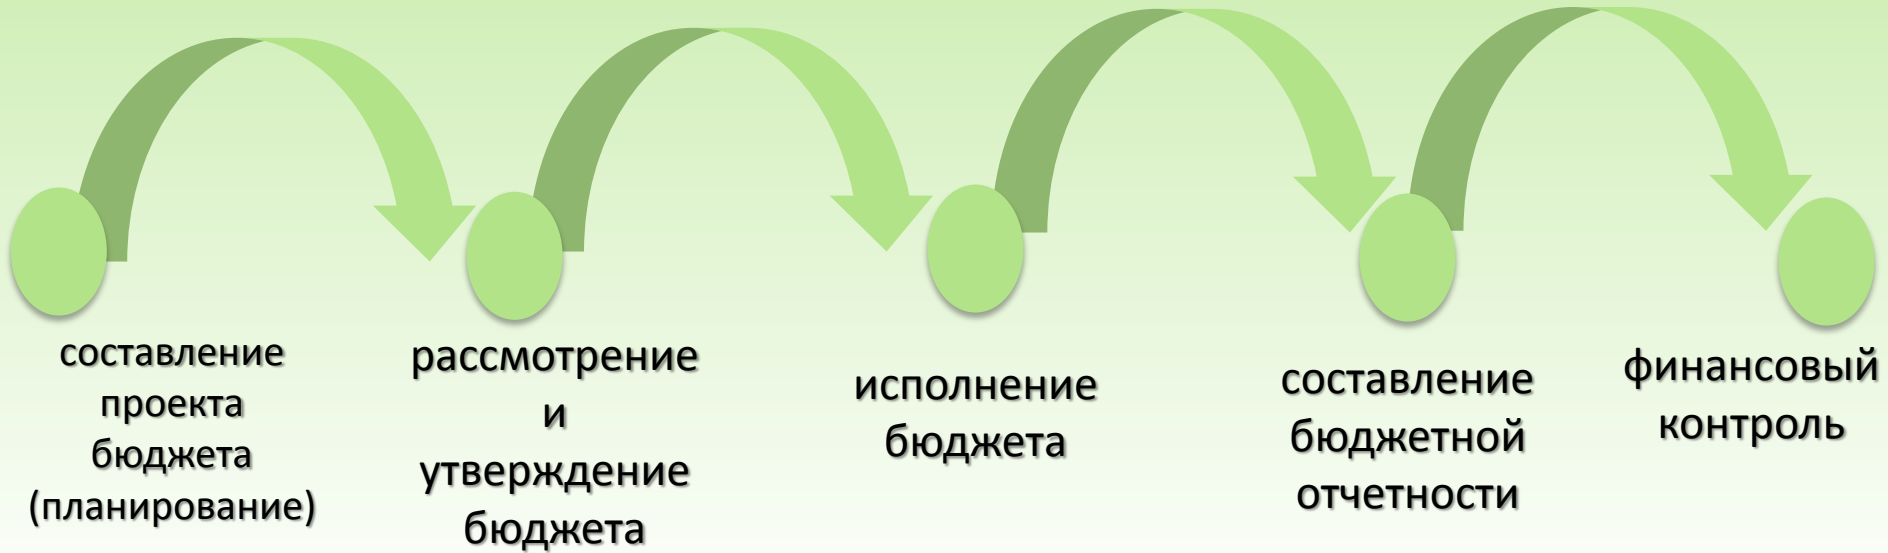 составление
проекта
бюджета
(планирование)
рассмотрение
и
утверждение
бюджета
исполнение
бюджета
составление
бюджетной
отчетности
финансовый
контроль